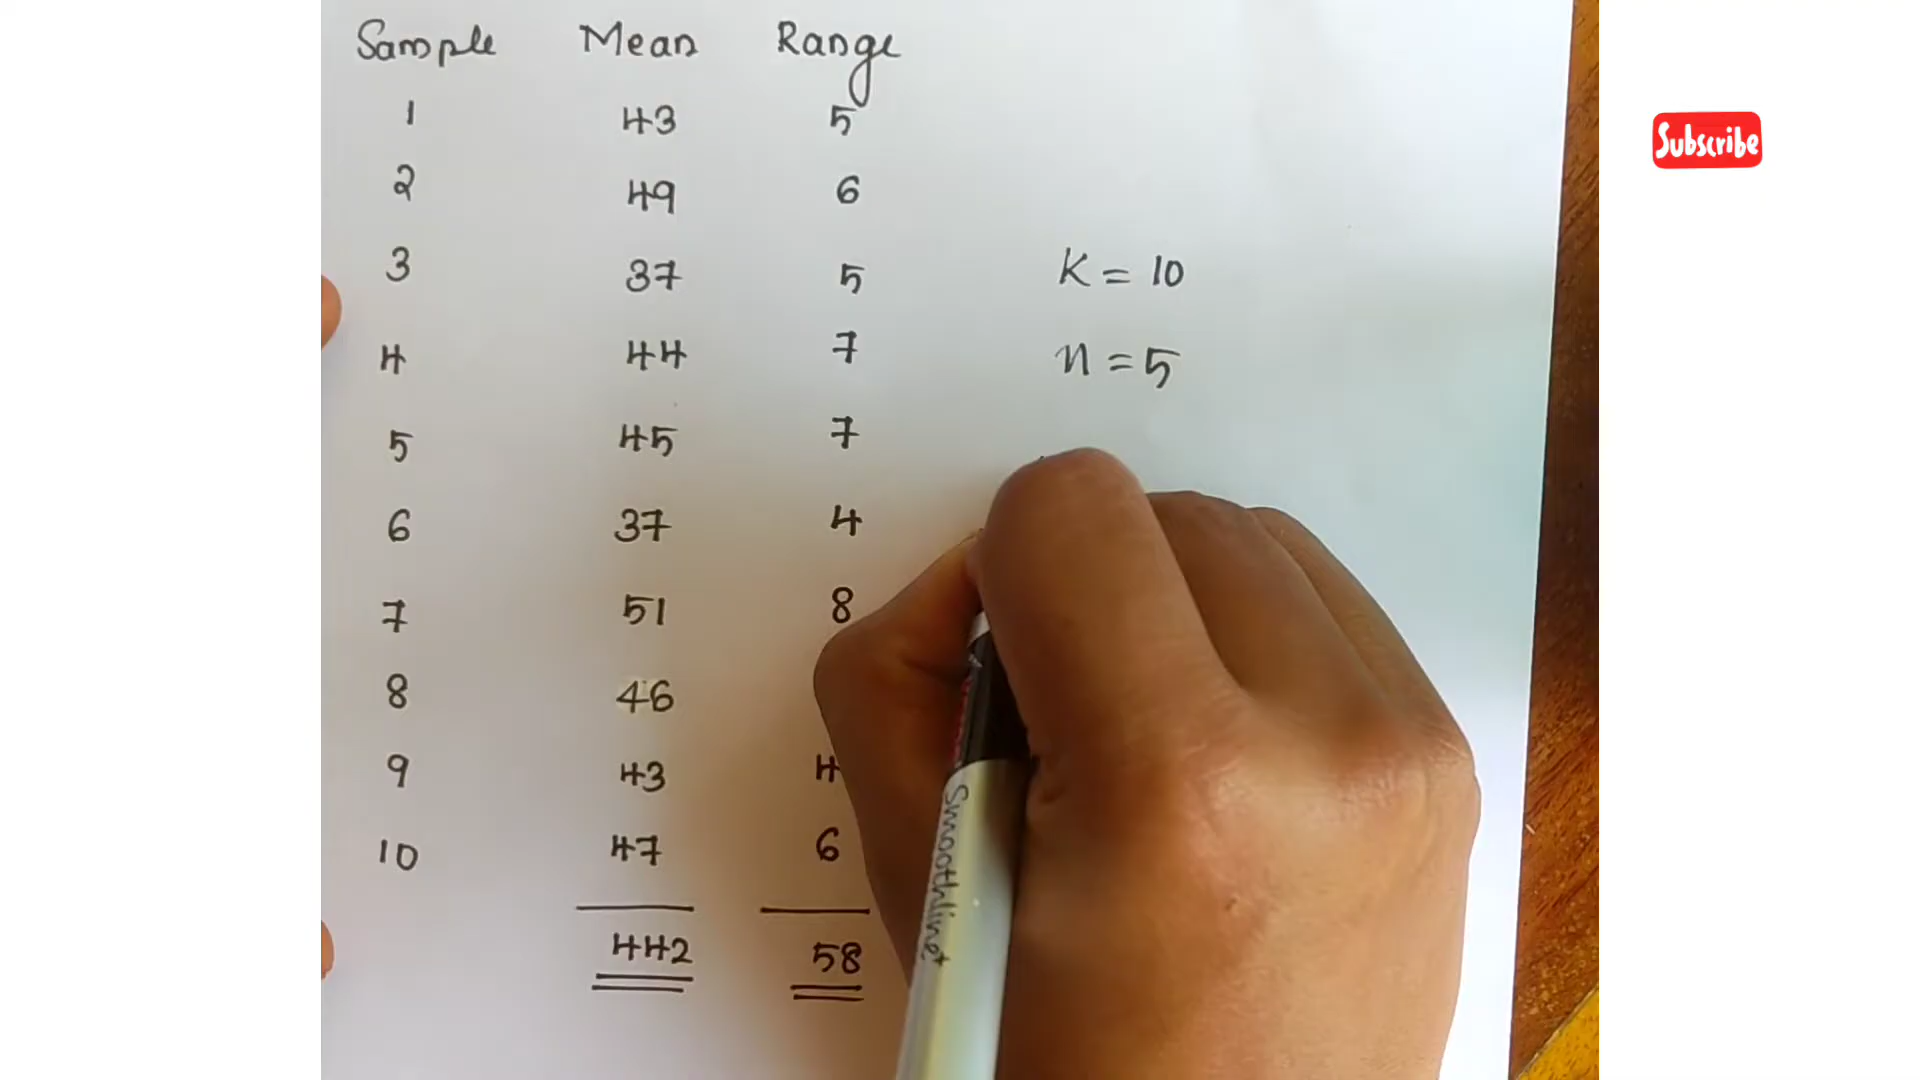 Sample Mean Range
1 43 5
2 49 6
3 37 5
4 44 7
5 45 7
6 37 4
7 51 8
8 46
9 43 4
10 47 6
442 58
K = 10
n = 5
Smoothline+
Subscribe